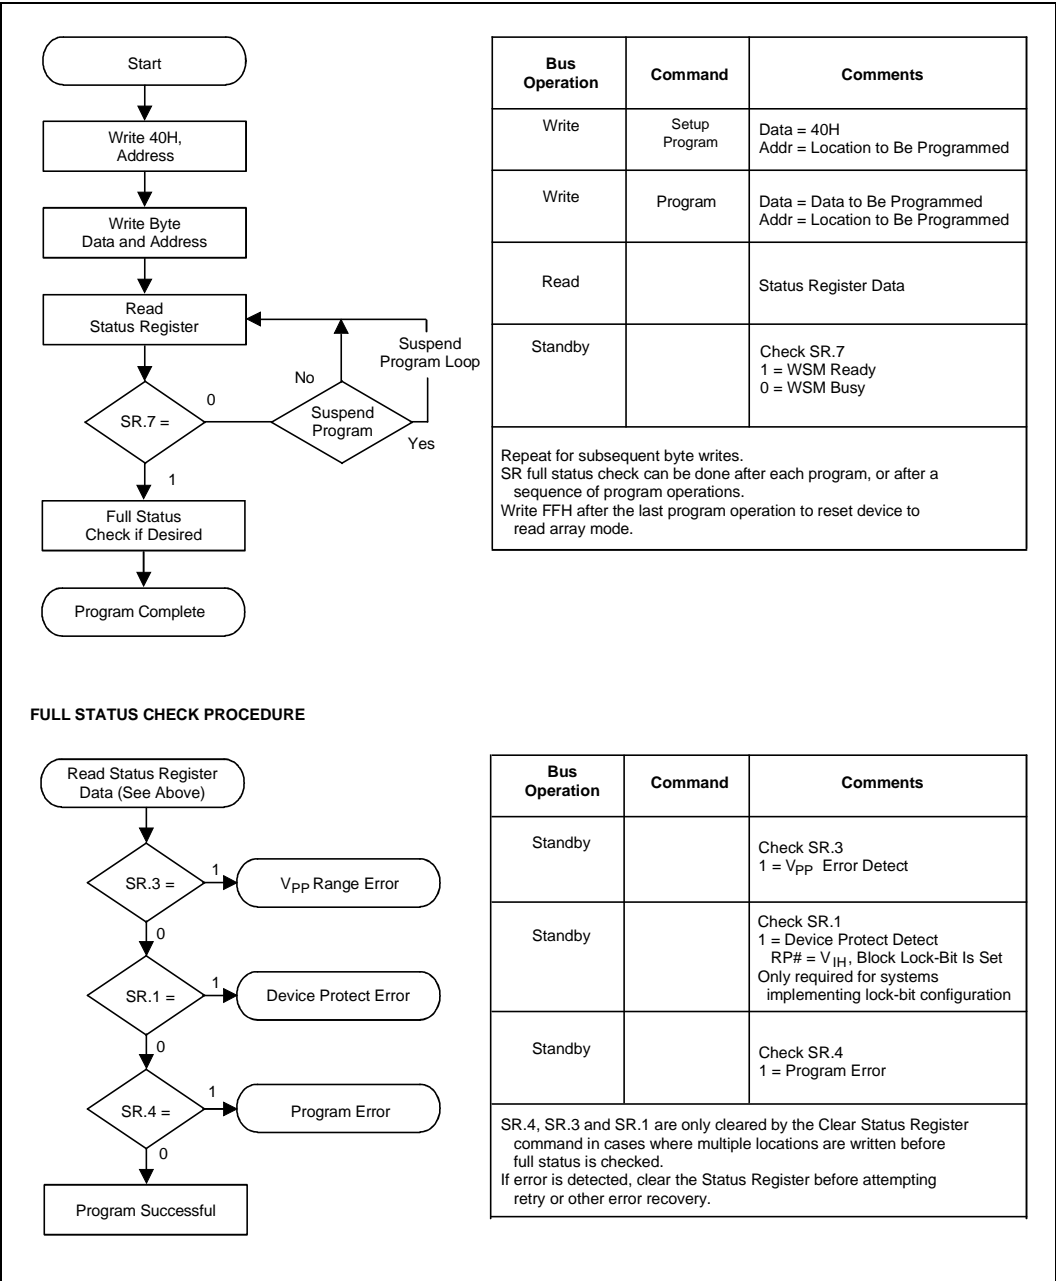 Start
Write 40H,
Address
Write Byte
Data and Address
Read
Status Register
Suspend
Program Loop
No
0
SR.7 =
Suspend
Program
Yes
1
Full Status
Check if Desired
Program Complete
Bus
Operation
Command
Comments
Write
Setup
Program
Data = 40H
Addr = Location to Be Programmed
Write
Program
Data = Data to Be Programmed
Addr = Location to Be Programmed
Read
Status Register Data
Standby
Check SR.7
1 = WSM Ready
0 = WSM Busy
Repeat for subsequent byte writes.
SR full status check can be done after each program, or after a
sequence of program operations.
Write FFH after the last program operation to reset device to
read array mode.
FULL STATUS CHECK PROCEDURE
Read Status Register
Data (See Above)
SR.3 =
1
VPP Range Error
0
SR.1 =
1
Device Protect Error
0
SR.4 =
1
Program Error
0
Program Successful
Bus
Operation
Command
Comments
Standby
Check SR.3
1 = VPP Error Detect
Standby
Check SR.1
1 = Device Protect Detect
RP# = VIH, Block Lock-Bit Is Set
Only required for systems
implementing lock-bit configuration
Standby
Check SR.4
1 = Program Error
SR.4, SR.3 and SR.1 are only cleared by the Clear Status Register
command in cases where multiple locations are written before
full status is checked.
If error is detected, clear the Status Register before attempting
retry or other error recovery.